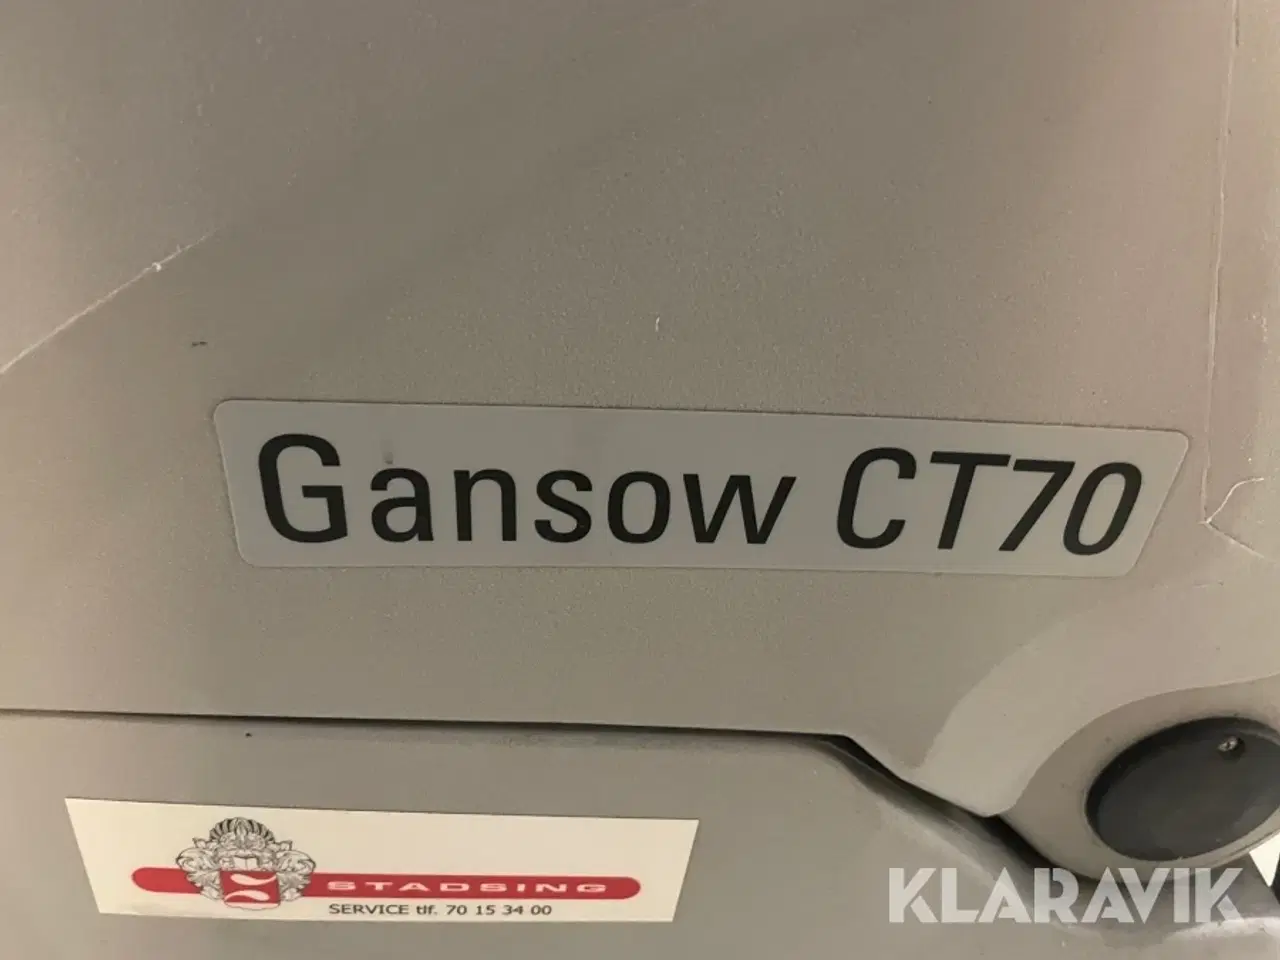 Gansow CT70
STADSING
SERVICE tlf. 70 15 34 00
KLARAVIK